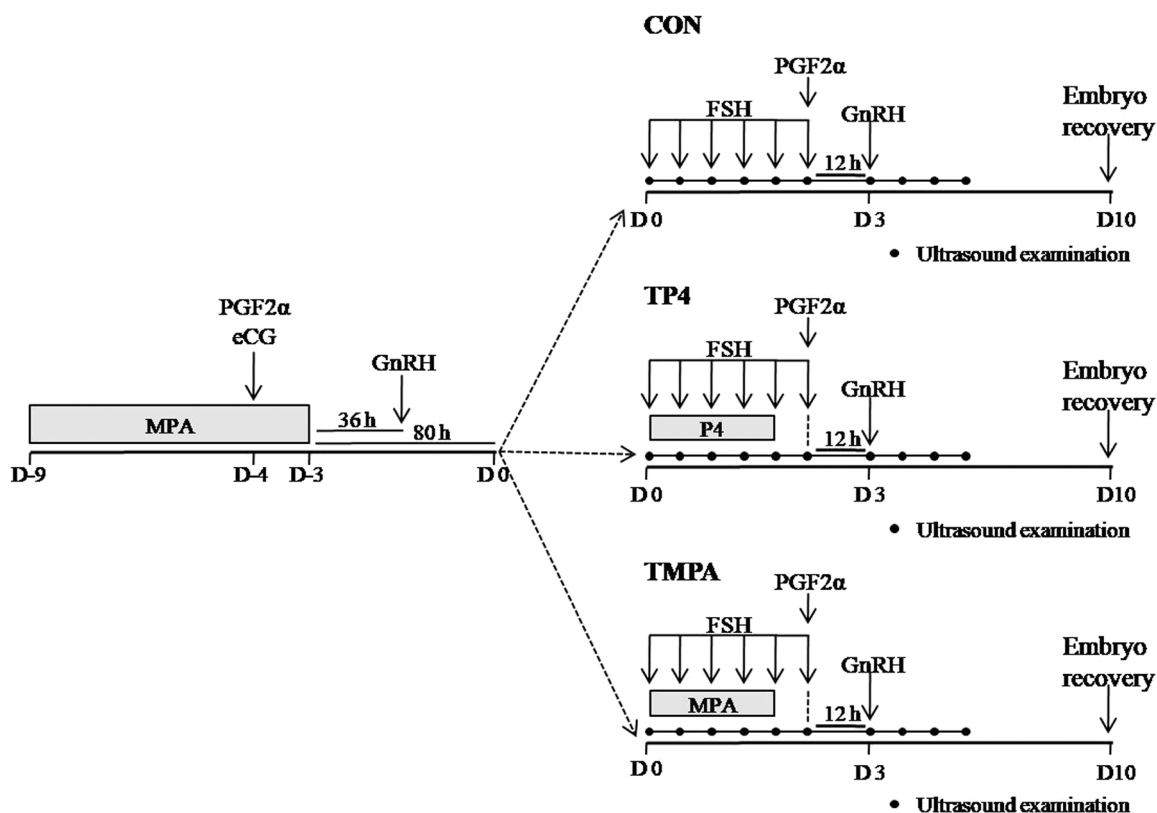 PGF2α
eCG
GnRH
MPA
36 h
80 h
D-9
D-4
D-3
D 0
CON
PGF2α
FSH
GnRH
Embryo
recovery
12 h
D 0
D 3
D10
Ultrasound examination
TP4
PGF2α
FSH
GnRH
Embryo
recovery
P4
12 h
D 0
D 3
D10
Ultrasound examination
TMPA
PGF2α
FSH
GnRH
Embryo
recovery
MPA
12 h
D 0
D 3
D10
Ultrasound examination